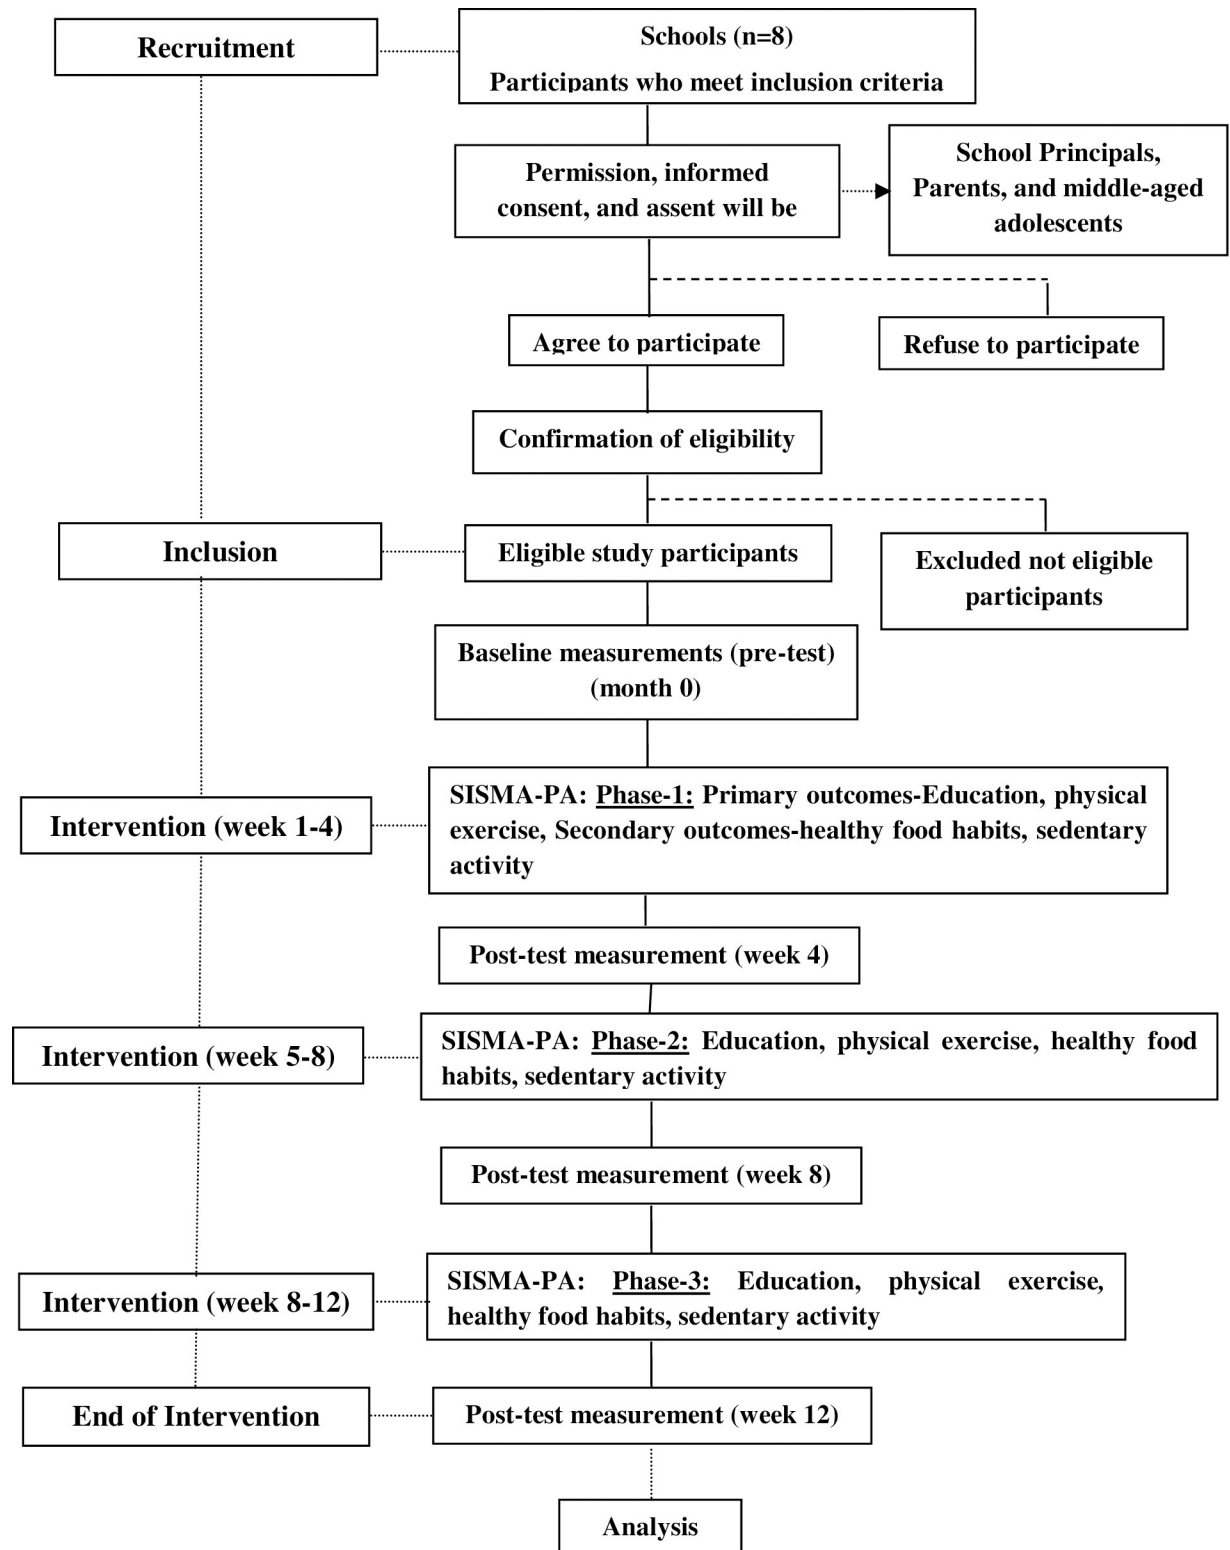 Recruitment
Schools (n=8)
Participants who meet inclusion criteria
Permission, informed
consent, and assent will be
School Principals,
Parents, and middle-aged
adolescents
Agree to participate
Refuse to participate
Confirmation of eligibility
Inclusion
Eligible study participants
Excluded not eligible
participants
Baseline measurements (pre-test)
(month 0)
Intervention (week 1-4)
SISMA-PA: Phase-1: Primary outcomes-Education, physical
exercise, Secondary outcomes-healthy food habits, sedentary
activity
Post-test measurement (week 4)
Intervention (week 5-8)
SISMA-PA: Phase-2: Education, physical exercise, healthy food
habits, sedentary activity
Post-test measurement (week 8)
Intervention (week 8-12)
SISMA-PA: Phase-3: Education, physical exercise,
healthy food habits, sedentary activity
End of Intervention
Post-test measurement (week 12)
Analysis